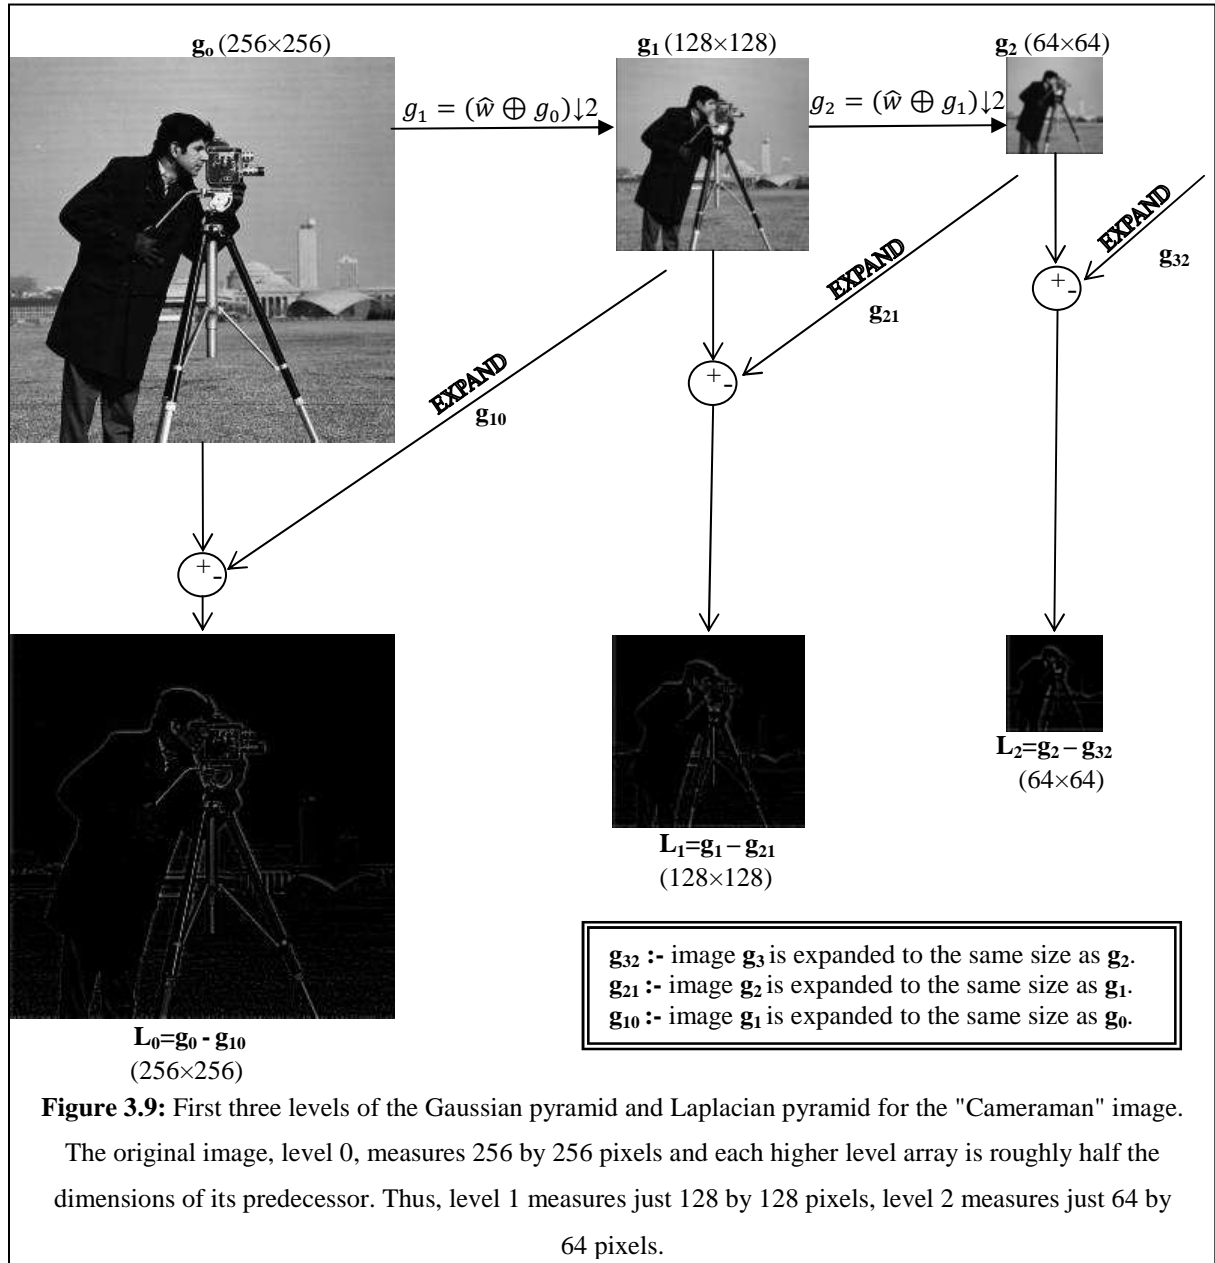 g₀ (256×256)
g₁ (128×128)
g₂ (64×64)
g₁ = (ŵ ⊕ g₀)↓2
g₂ = (ŵ ⊕ g₁)↓2
EXPAND
g₃₂
EXPAND
g₂₁
EXPAND
g₁₀
+
-
+
-
+
-
L₂=g₂ – g₃₂
(64×64)
L₁=g₁ – g₂₁
(128×128)
L₀=g₀ - g₁₀
(256×256)
g₃₂ :- image g₃ is expanded to the same size as g₂.
g₂₁ :- image g₂ is expanded to the same size as g₁.
g₁₀ :- image g₁ is expanded to the same size as g₀.
Figure 3.9: First three levels of the Gaussian pyramid and Laplacian pyramid for the "Cameraman" image.
The original image, level 0, measures 256 by 256 pixels and each higher level array is roughly half the
dimensions of its predecessor. Thus, level 1 measures just 128 by 128 pixels, level 2 measures just 64 by
64 pixels.